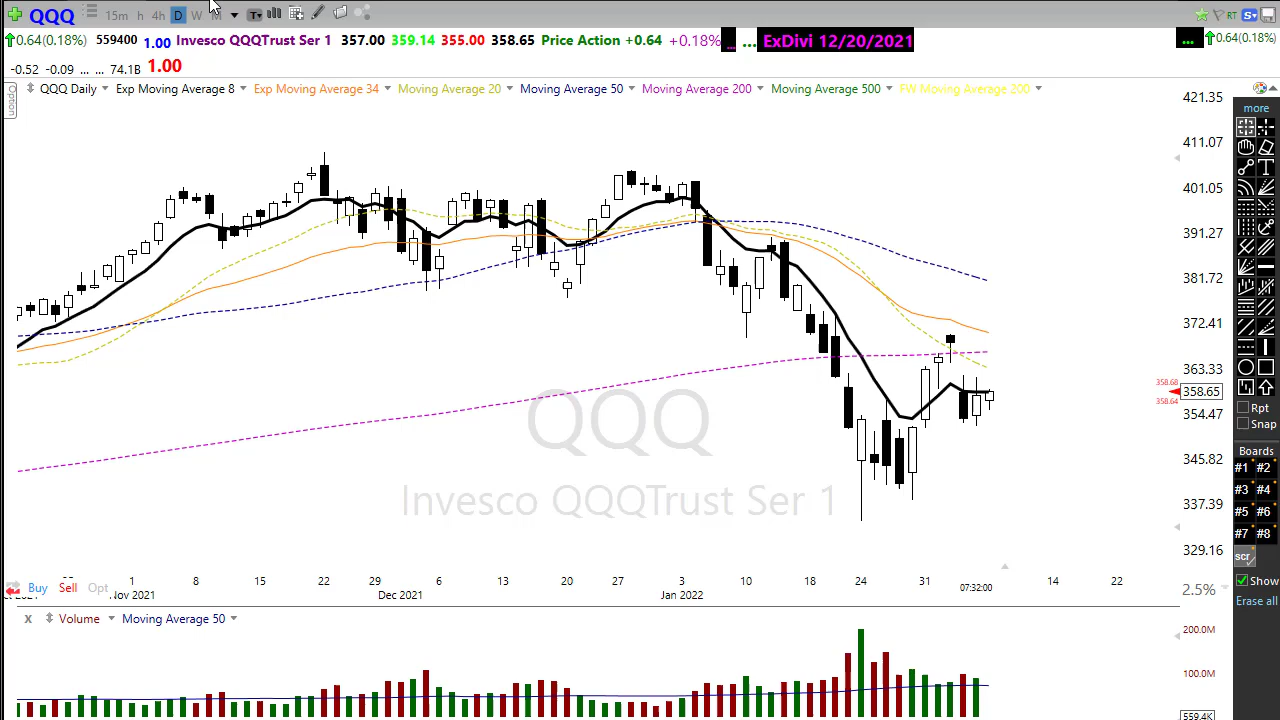 QQQ 15m h 4h D W M T RT S
0.64(0.18%) 559400 1.00 Invesco QQQTrust Ser 1 357.00 359.14 355.00 358.65 Price Action +0.64 +0.18% ... ... ExDivi 12/20/2021 ... 0.64(0.18%)
-0.52 -0.09 ... ... 74.1B 1.00
Option
QQQ Daily Exp Moving Average 8 Exp Moving Average 34 Moving Average 20 Moving Average 50 Moving Average 200 Moving Average 500 FW Moving Average 200
421.35
411.07
401.05
391.27
381.72
372.41
363.33
358.68
358.65
358.64
354.47
345.82
337.39
329.16
QQQ
Invesco QQQTrust Ser 1
more
T
Rpt
Snap
Boards
#1 #2
#3 #4
#5 #6
#7 #8
scr
Show
Erase all
1 8 15 22 29 6 13 20 27 3 10 18 24 31 14 22
Buy Sell Opt
Nov 2021 Dec 2021 Jan 2022 07:32:00
2.5%
X Volume Moving Average 50
200.0M
100.0M
559.4K